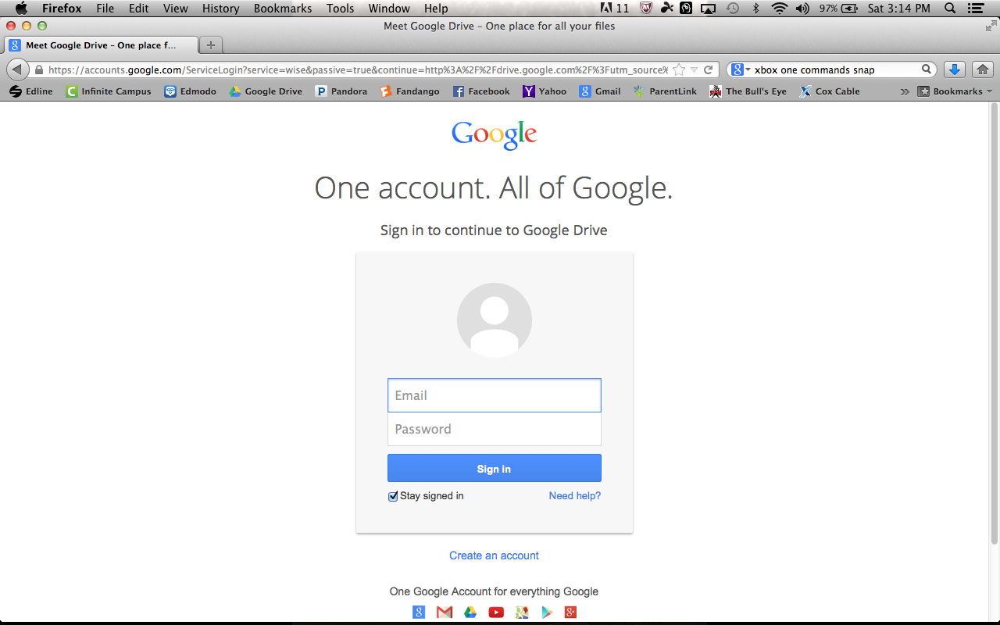 Firefox File Edit View History Bookmarks Tools Window Help 11 97% Sat 3:14 PM
Meet Google Drive – One place for all your files
Meet Google Drive – One place f...
https://accounts.google.com/ServiceLogin?service=wise&passive=true&continue=http%3A%2F%2Fdrive.google.com%2F%3Futm_source% xbox one commands snap
Edline Infinite Campus Edmodo Google Drive Pandora Fandango Facebook Yahoo Gmail ParentLink The Bull's Eye Cox Cable Bookmarks
Google
One account. All of Google.
Sign in to continue to Google Drive
Email
Password
Sign in
Stay signed in Need help?
Create an account
One Google Account for everything Google